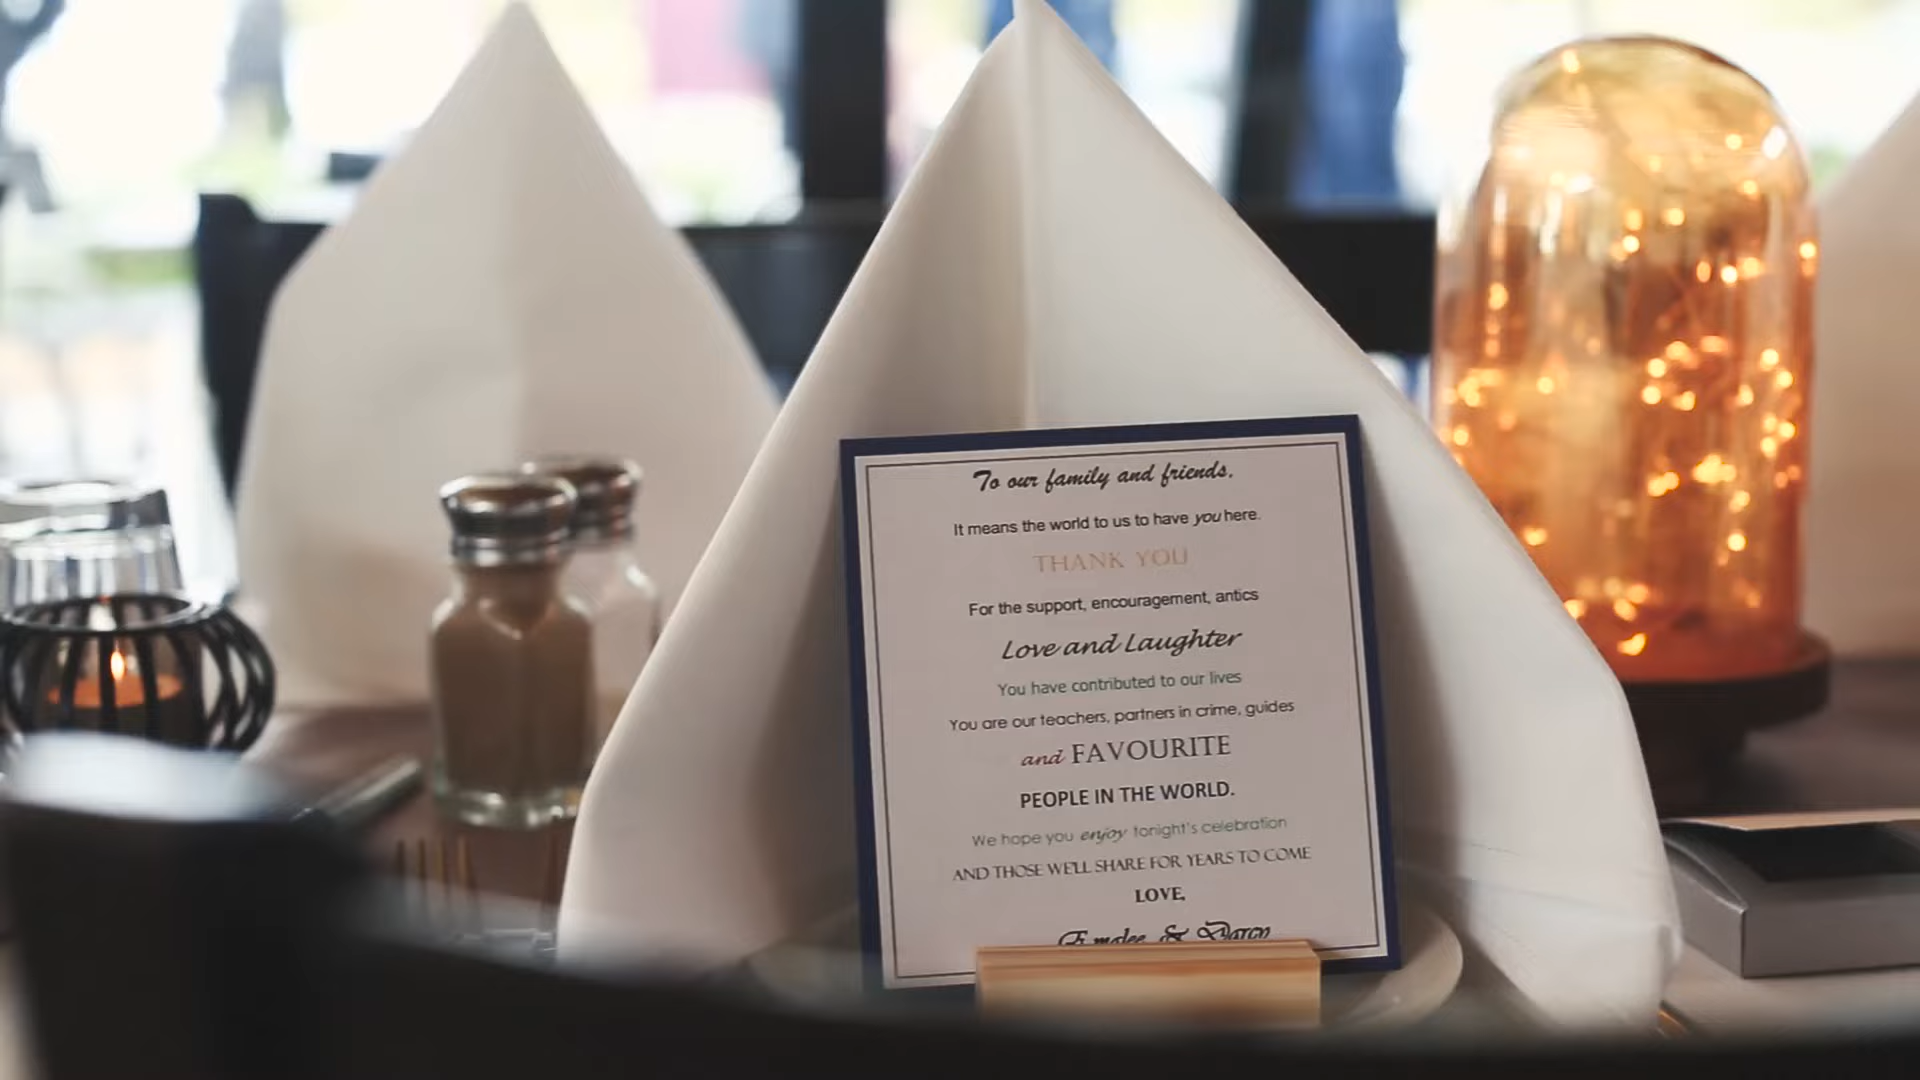 To our family and friends.
It means the world to us to have you here.
THANK YOU
For the support, encouragement, antics
Love and Laughter
You have contributed to our lives
You are our teachers, partners in crime, guides
and FAVOURITE
PEOPLE IN THE WORLD.
We hope you enjoy tonight's celebration
AND THOSE WE'LL SHARE FOR YEARS TO COME
LOVE,
& Darcy